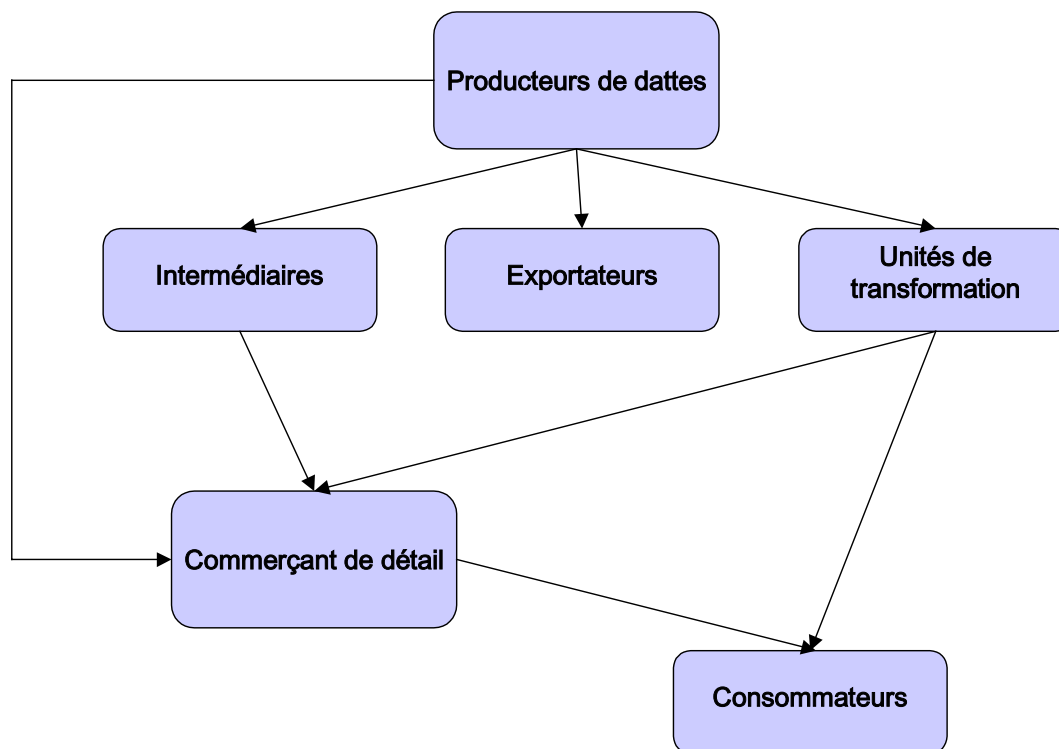 Producteurs de dattes
Intermédiaires
Exportateurs
Unités de
transformation
Commerçant de détail
Consommateurs